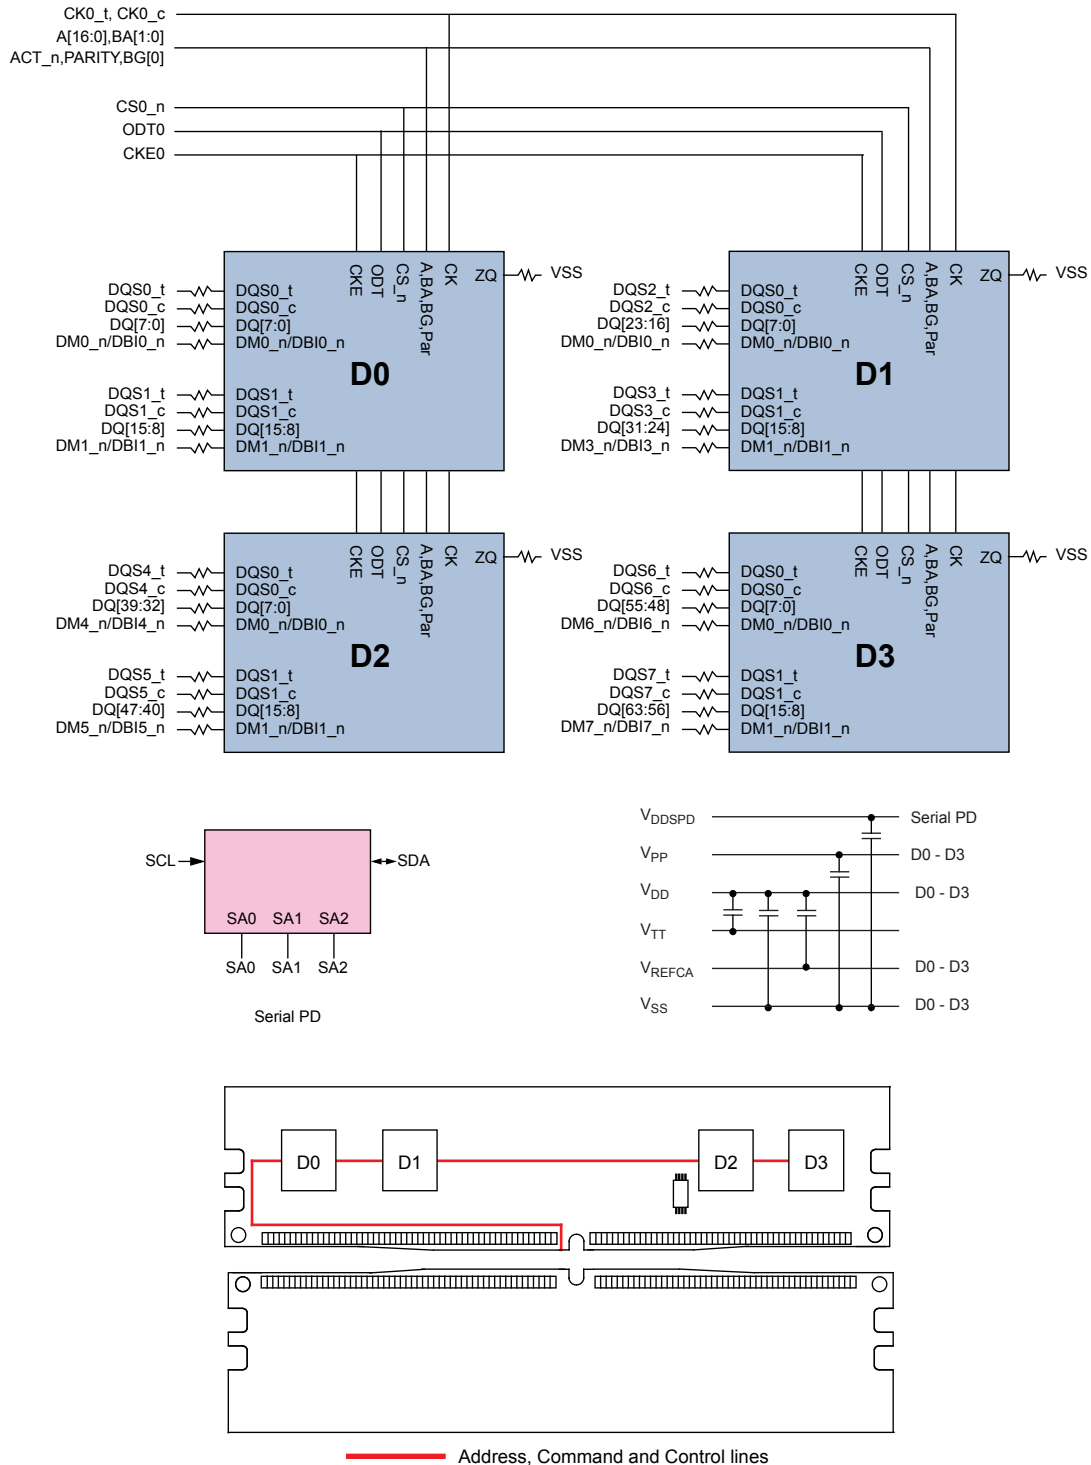 CK0_t, CK0_c
A[16:0],BA[1:0]
ACT_n,PARITY,BG[0]
CS0_n
ODT0
CKE0
CKE
ODT
CS_n
A,BA,BG,Par
CK
ZQ
VSS
DQS0_t
DQS0_c
DQ[7:0]
DM0_n/DBI0_n
DQS1_t
DQS1_c
DQ[15:8]
DM1_n/DBI1_n
DQS0_t
DQS0_c
DQ[7:0]
DM0_n/DBI0_n
D0
DQS1_t
DQS1_c
DQ[15:8]
DM1_n/DBI1_n
CKE
ODT
CS_n
A,BA,BG,Par
CK
ZQ
VSS
DQS2_t
DQS2_c
DQ[23:16]
DM0_n/DBI0_n
DQS3_t
DQS3_c
DQ[31:24]
DM3_n/DBI3_n
DQS0_t
DQS0_c
DQ[7:0]
DM0_n/DBI0_n
D1
DQS1_t
DQS1_c
DQ[15:8]
DM1_n/DBI1_n
CKE
ODT
CS_n
A,BA,BG,Par
CK
ZQ
VSS
DQS4_t
DQS4_c
DQ[39:32]
DM4_n/DBI4_n
DQS5_t
DQS5_c
DQ[47:40]
DM5_n/DBI5_n
DQS0_t
DQS0_c
DQ[7:0]
DM0_n/DBI0_n
D2
DQS1_t
DQS1_c
DQ[15:8]
DM1_n/DBI1_n
CKE
ODT
CS_n
A,BA,BG,Par
CK
ZQ
VSS
DQS6_t
DQS6_c
DQ[55:48]
DM6_n/DBI6_n
DQS7_t
DQS7_c
DQ[63:56]
DM7_n/DBI7_n
DQS0_t
DQS0_c
DQ[7:0]
DM0_n/DBI0_n
D3
DQS1_t
DQS1_c
DQ[15:8]
DM1_n/DBI1_n
SCL
SDA
SA0 SA1 SA2
SA0 SA1 SA2
Serial PD
VDDSPD Serial PD
VPP D0 - D3
VDD D0 - D3
VTT
VREFCA D0 - D3
VSS D0 - D3
D0 D1 D2 D3
Address, Command and Control lines